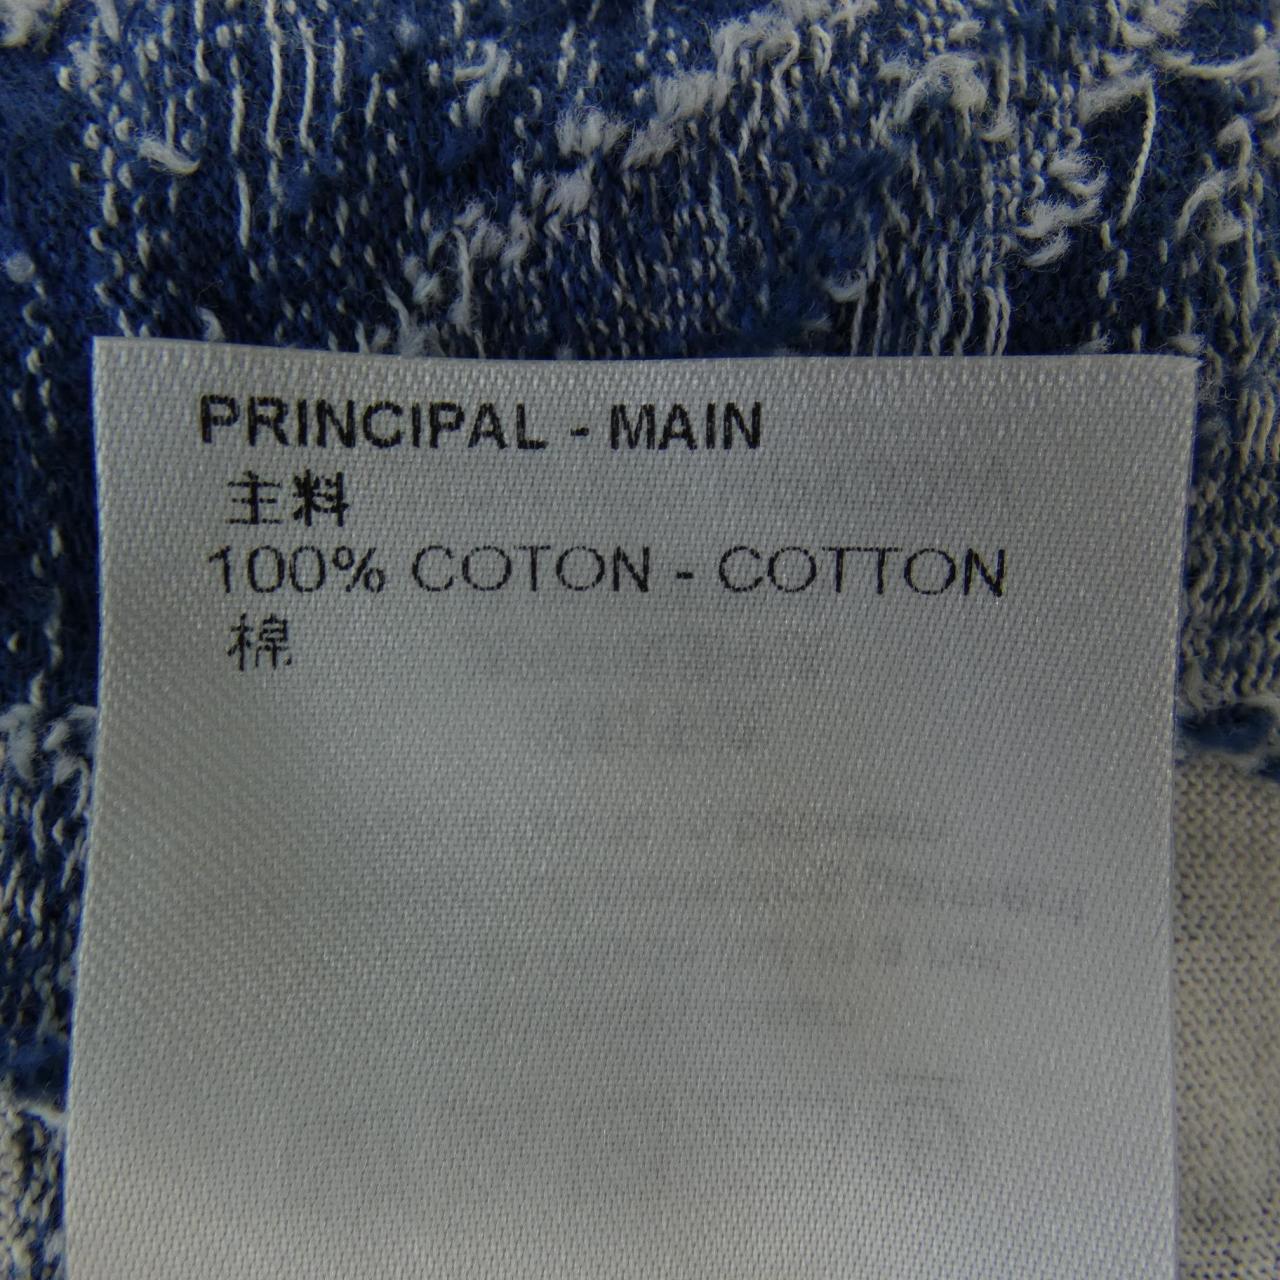 PRINCIPAL - MAIN
主料
100% COTON - COTTON
棉